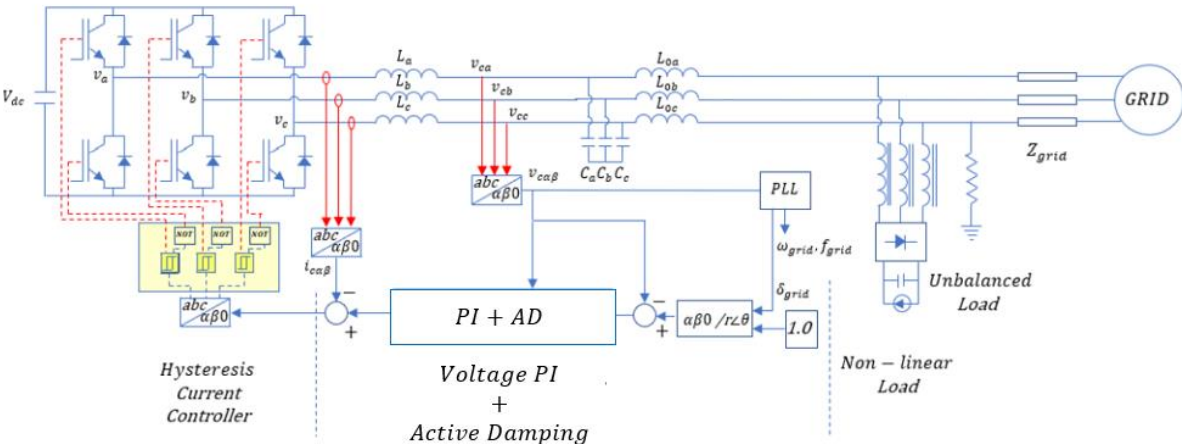 V_dc
v_a
v_b
v_c
L_a
L_b
L_c
v_ca
v_cb
v_cc
L_oa
L_ob
L_oc
C_a C_b C_c
Z_grid
GRID
abc
αβ0
v_cαβ
PLL
ω_grid, f_grid
δ_grid
NOT
NOT
NOT
abc
αβ0
i_cαβ
abc
αβ0
−
+
PI + AD
−
+
αβ0 /r∠θ
1.0
Unbalanced
Load
Hysteresis
Current
Controller
Voltage PI
+
Active Damping
Non − linear
Load